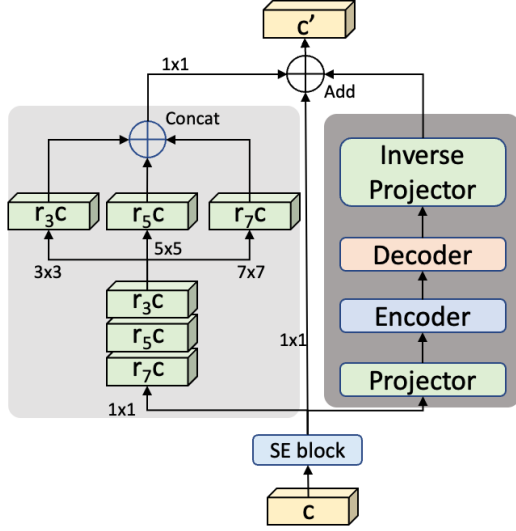 c'
1x1
Add
Concat
Inverse
Projector
r₃c
r₅c
r₇c
3x3
5x5
7x7
Decoder
r₃c
r₅c
r₇c
1x1
Encoder
Projector
1x1
SE block
c